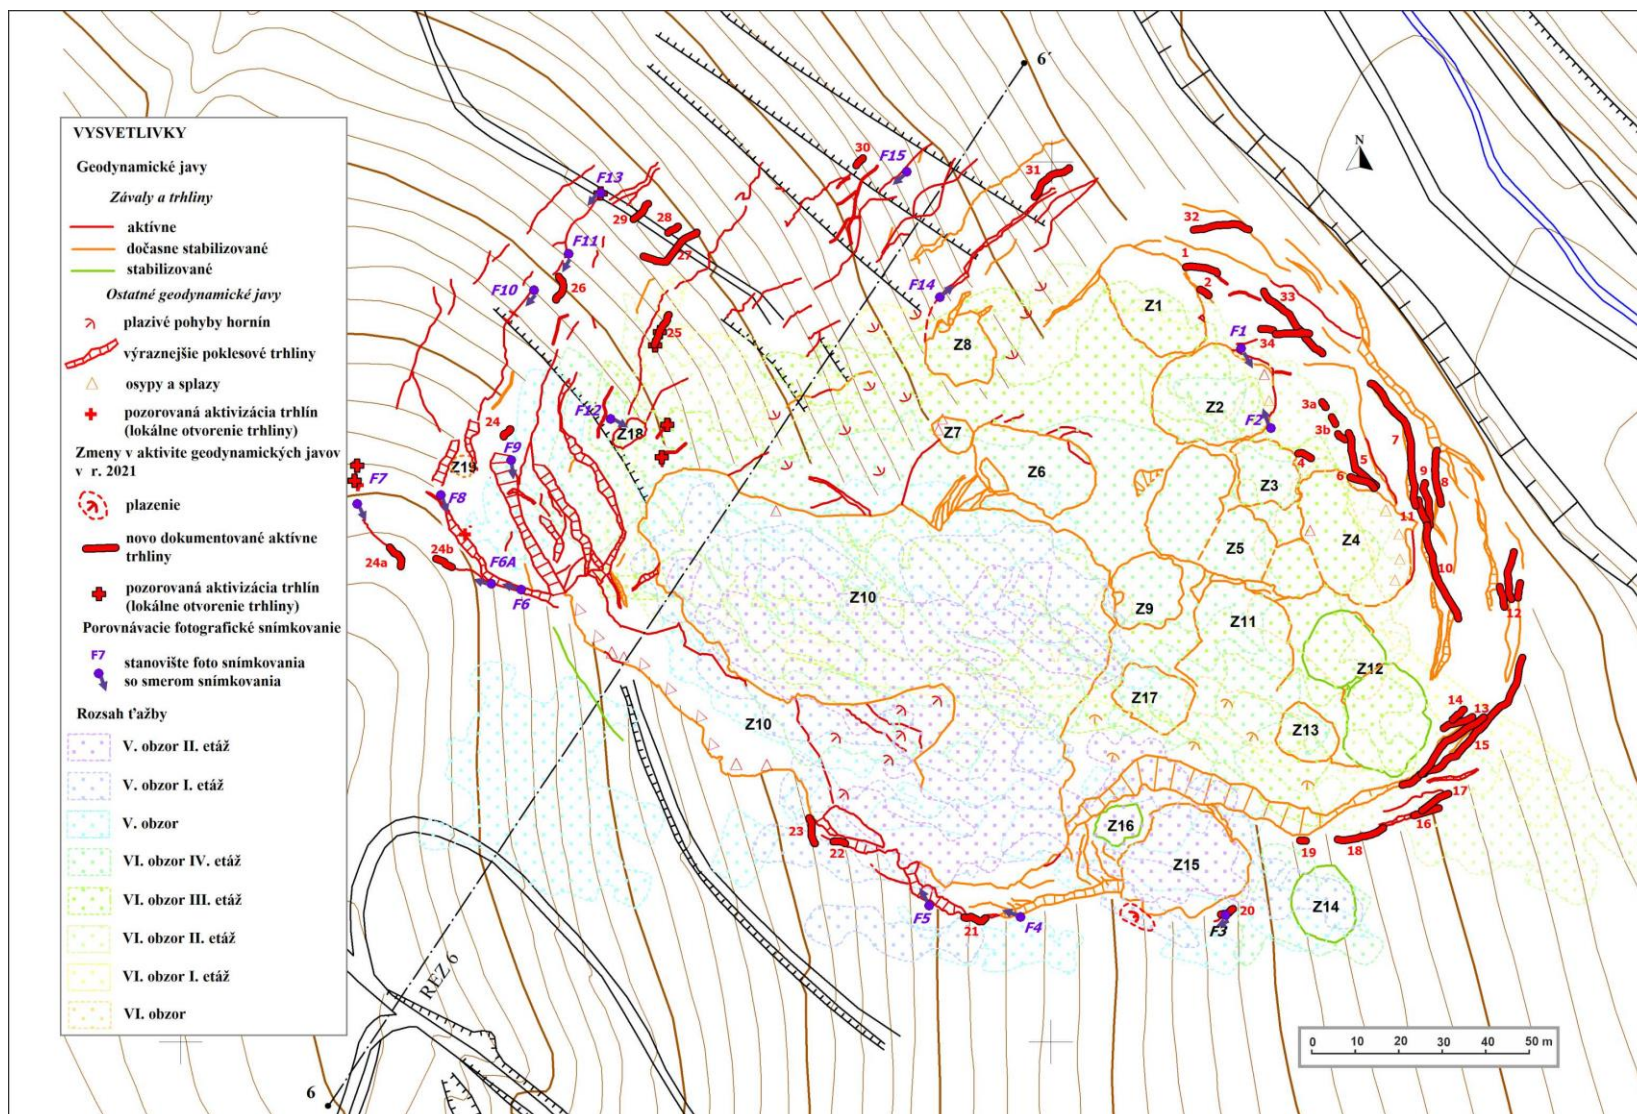 VYSVETLIVKY
Geodynamické javy
Závaly a trhliny
aktívne
dočasne stabilizované
stabilizované
Ostatné geodynamické javy
plazivé pohyby hornín
výraznejšie poklesové trhliny
osypy a splazy
pozorovaná aktivizácia trhlín
(lokálne otvorenie trhliny)
Zmeny v aktivite geodynamických javov
v r. 2021
plazenie
novo dokumentované aktívne
trhliny
pozorovaná aktivizácia trhlín
(lokálne otvorenie trhliny)
Porovnávacie fotografické snímkovanie
F7
stanovište foto snímkovania
so smerom snímkovania
Rozsah ťažby
V. obzor II. etáž
V. obzor I. etáž
V. obzor
VI. obzor IV. etáž
VI. obzor III. etáž
VI. obzor II. etáž
VI. obzor I. etáž
VI. obzor
6´
N
30
F15
31
F13
29
28
27
32
F11
1
2
33
F10
26
F14
Z1
25
F1
34
Z8
F12
Z18
Z2
F2
3a
3b
7
24
F9
Z7
Z19
Z6
4
5
6
Z3
9
8
F7
F8
11
Z5
Z4
24a
24b
F6A
F6
10
Z10
Z9
12
Z11
Z12
Z17
Z10
14
13
Z13
15
17
16
23
22
Z16
19
18
Z15
F5
21
F4
20
F3
Z14
REZ 6
6
0 10 20 30 40 50 m